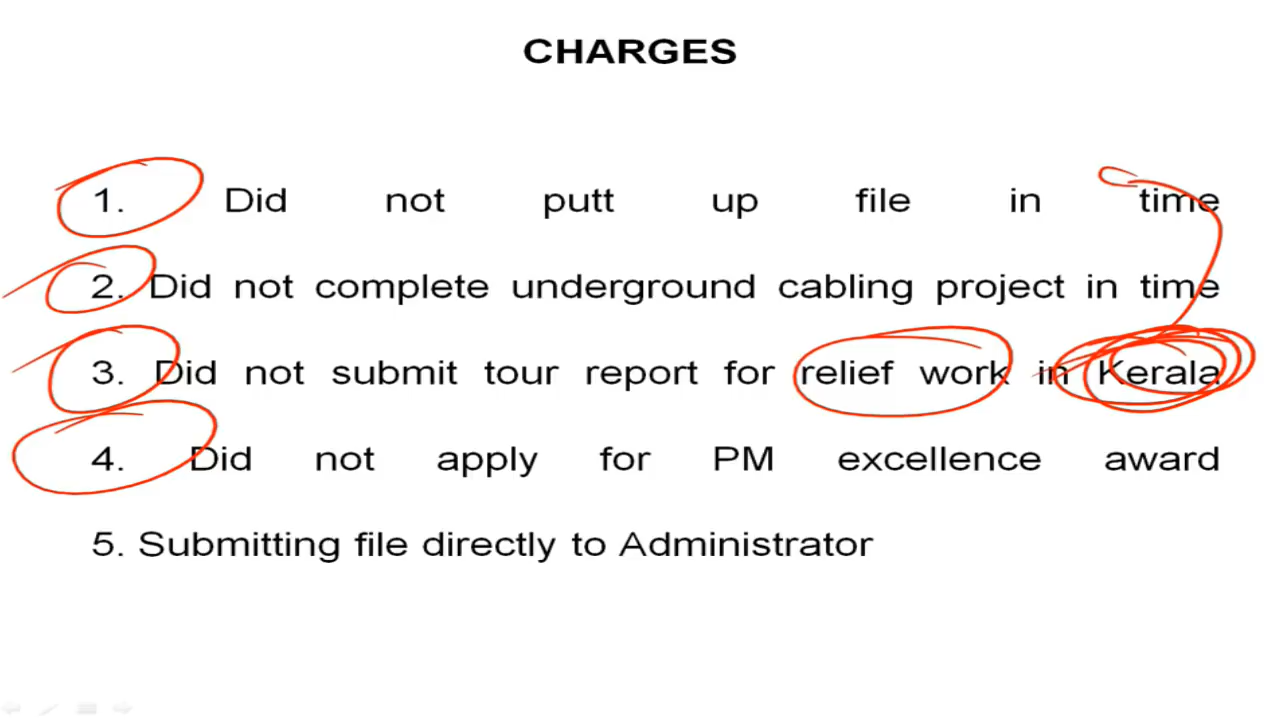 CHARGES
1. Did not putt up file in time
2. Did not complete underground cabling project in time
3. Did not submit tour report for relief work in Kerala
4. Did not apply for PM excellence award
5. Submitting file directly to Administrator